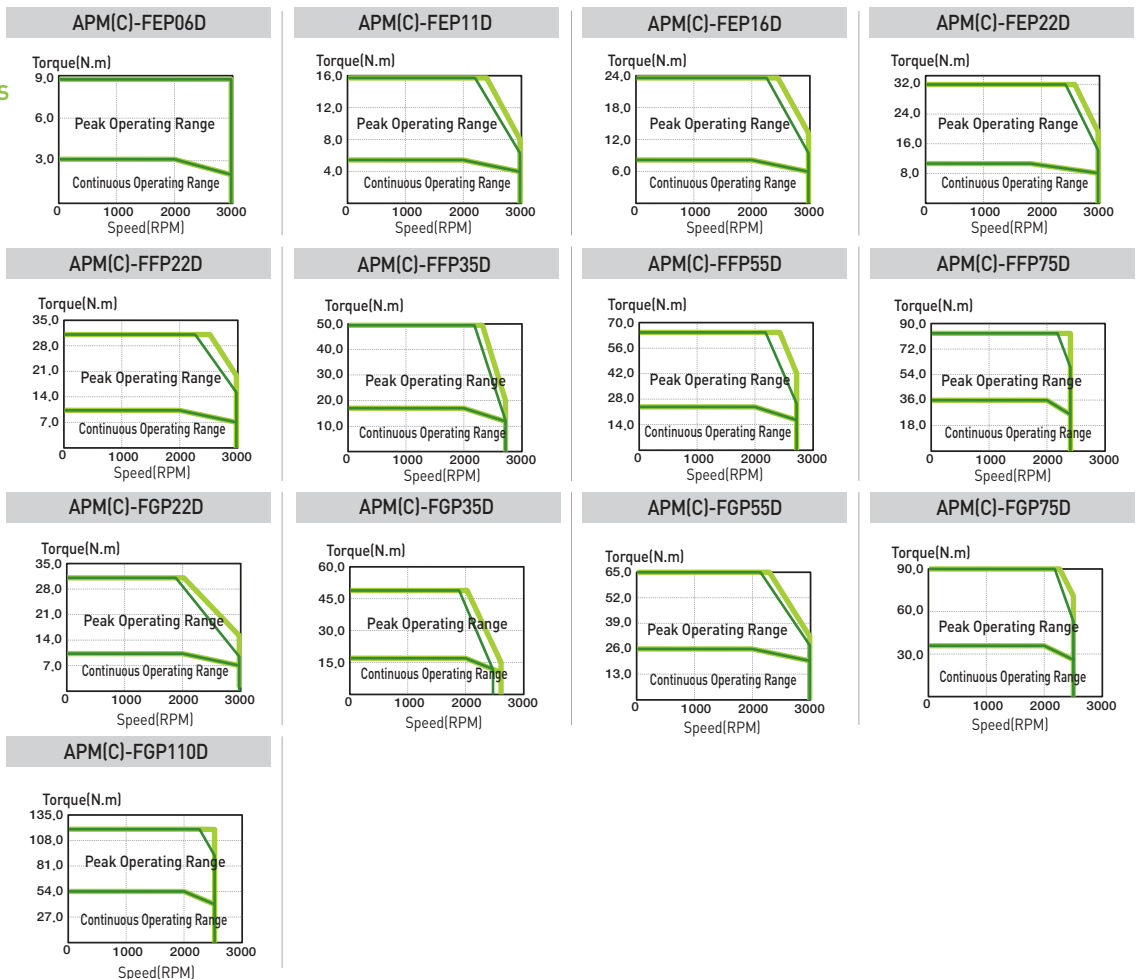 APM(C)-FEP06D
Torque(N.m)
9,0
6,0
3,0
Peak Operating Range
Continuous Operating Range
0 1000 2000 3000
Speed(RPM)
APM(C)-FEP11D
Torque(N.m)
16,0
12,0
8,0
4,0
Peak Operating Range
Continuous Operating Range
0 1000 2000 3000
Speed(RPM)
APM(C)-FEP16D
Torque(N.m)
24,0
18,0
12,0
6,0
Peak Operating Range
Continuous Operating Range
0 1000 2000 3000
Speed(RPM)
APM(C)-FEP22D
Torque(N.m)
32,0
24,0
16,0
8,0
Peak Operating Range
Continuous Operating Range
0 1000 2000 3000
Speed(RPM)
s
APM(C)-FFP22D
Torque(N.m)
35,0
28,0
21,0
14,0
7,0
Peak Operating Range
Continuous Operating Range
0 1000 2000 3000
Speed(RPM)
APM(C)-FFP35D
Torque(N.m)
50,0
40,0
30,0
20,0
10,0
Peak Operating Range
Continuous Operating Range
0 1000 2000 3000
Speed(RPM)
APM(C)-FFP55D
Torque(N.m)
70,0
56,0
42,0
28,0
14,0
Peak Operating Range
Continuous Operating Range
0 1000 2000 3000
Speed(RPM)
APM(C)-FFP75D
Torque(N.m)
90,0
72,0
54,0
36,0
18,0
Peak Operating Range
Continuous Operating Range
0 1000 2000 3000
Speed(RPM)
APM(C)-FGP22D
Torque(N.m)
35,0
28,0
21,0
14,0
7,0
Peak Operating Range
Continuous Operating Range
0 1000 2000 3000
Speed(RPM)
APM(C)-FGP35D
Torque(N.m)
60,0
45,0
30,0
15,0
Peak Operating Range
Continuous Operating Range
0 1000 2000 3000
Speed(RPM)
APM(C)-FGP55D
Torque(N.m)
65,0
52,0
39,0
26,0
13,0
Peak Operating Range
Continuous Operating Range
0 1000 2000 3000
Speed(RPM)
APM(C)-FGP75D
Torque(N.m)
90,0
60,0
30,0
Peak Operating Range
Continuous Operating Range
0 1000 2000 3000
Speed(RPM)
APM(C)-FGP110D
Torque(N.m)
135,0
108,0
81,0
54,0
27,0
Peak Operating Range
Continuous Operating Range
0 1000 2000 3000
Speed(RPM)